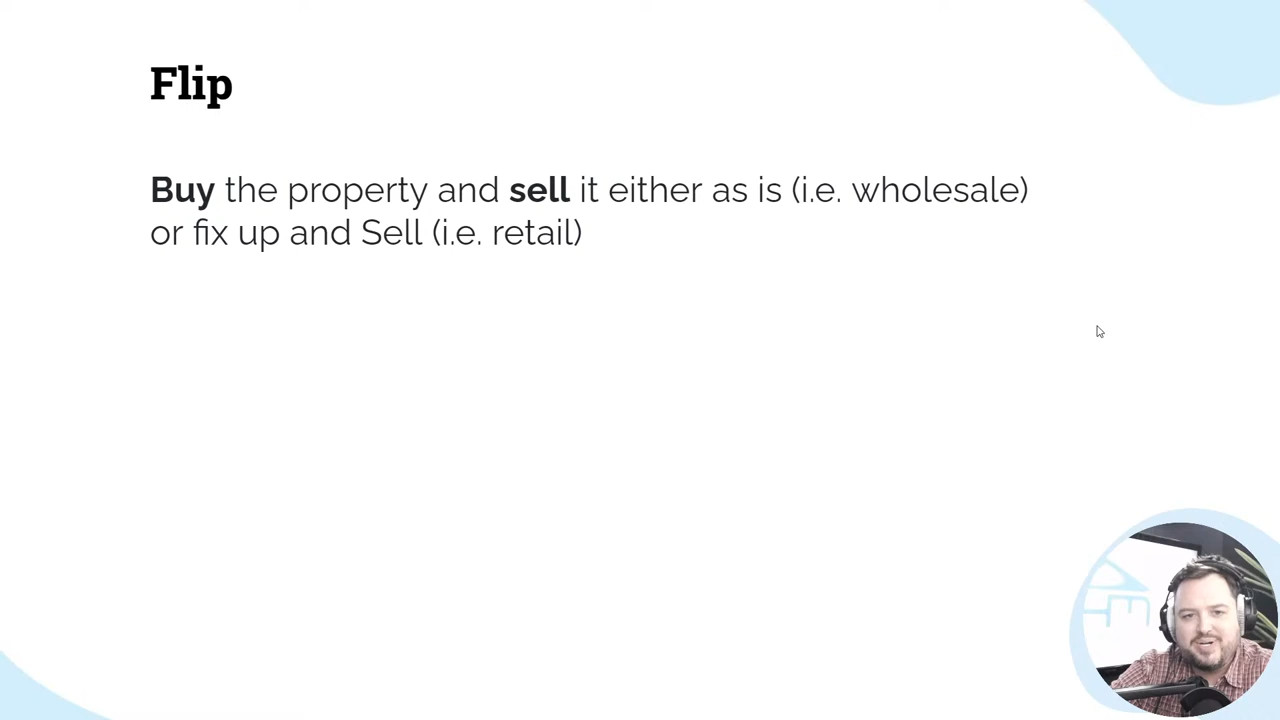 Flip
Buy the property and sell it either as is (i.e. wholesale)
or fix up and Sell (i.e. retail)